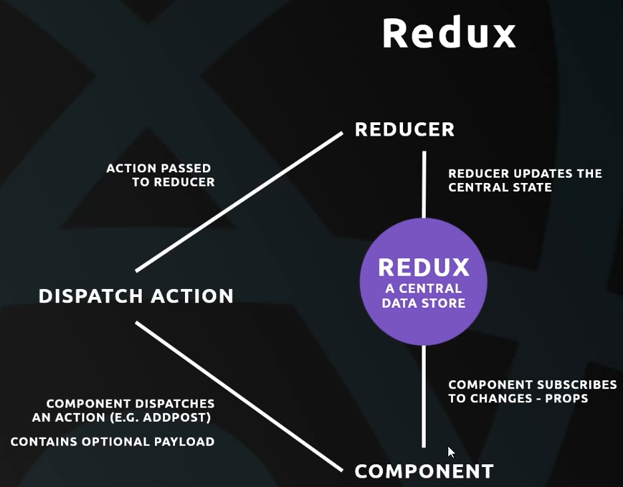 Redux
REDUCER
ACTION PASSED
TO REDUCER
REDUCER UPDATES THE
CENTRAL STATE
DISPATCH ACTION
REDUX
A CENTRAL
DATA STORE
COMPONENT DISPATCHES
AN ACTION (E.G. ADDPOST)
CONTAINS OPTIONAL PAYLOAD
COMPONENT SUBSCRIBES
TO CHANGES - PROPS
COMPONENT